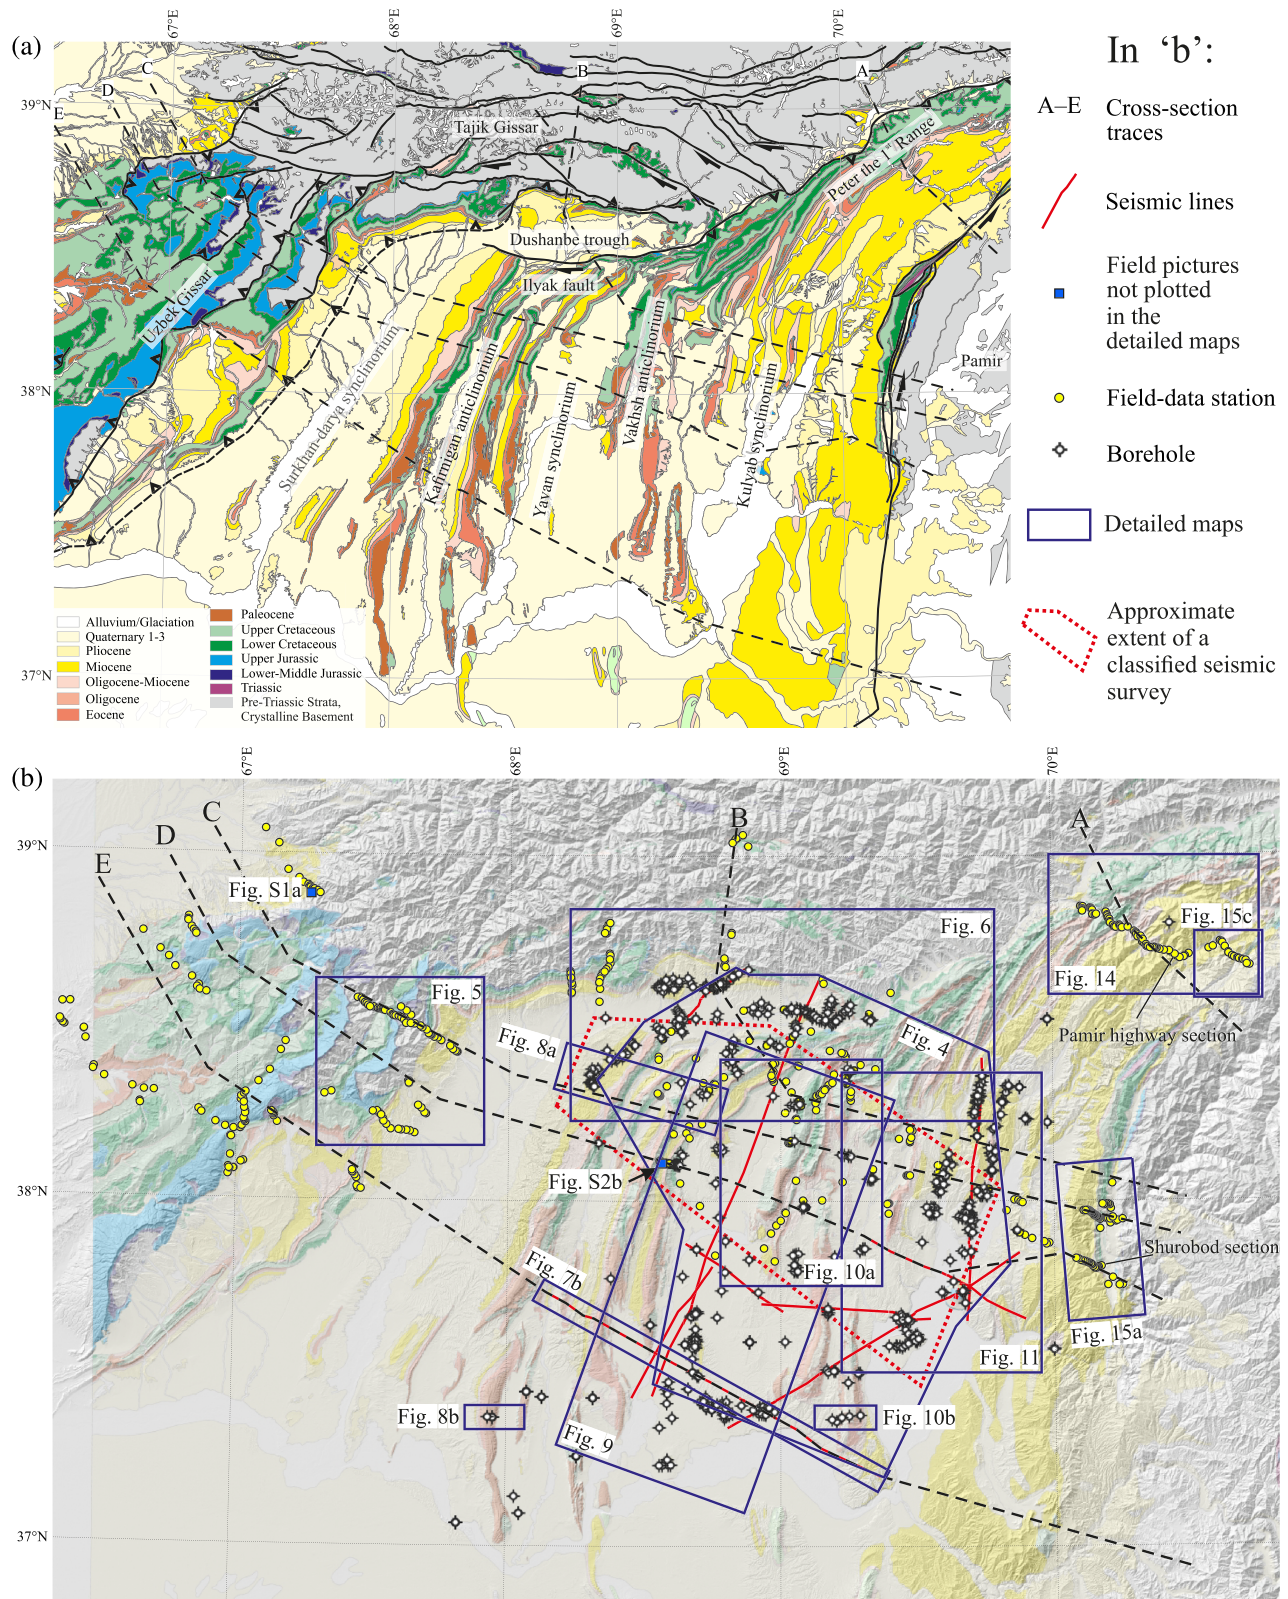 (a)
67°E
68°E
69°E
70°E
39°N
38°N
37°N
E
D
C
B
A
Tajik Gissar
Peter the 1st Range
Dushanbe trough
Ilyak fault
Uzbek Gissar
Surkhan-darya synclinorium
Kafirnigan anticlinorium
Yavan synclinorium
Vakhsh anticlinorium
Kulyab synclinorium
Pamir
Alluvium/Glaciation
Quaternary 1-3
Pliocene
Miocene
Oligocene-Miocene
Oligocene
Eocene
Paleocene
Upper Cretaceous
Lower Cretaceous
Upper Jurassic
Lower-Middle Jurassic
Triassic
Pre-Triassic Strata,
Crystalline Basement
In ‘b’:
A–E
Cross-section
traces
Seismic lines
Field pictures
not plotted
in the
detailed maps
Field-data station
Borehole
Detailed maps
Approximate
extent of a
classified seismic
survey
(b)
67°E
68°E
69°E
70°E
39°N
38°N
37°N
E
D
C
B
A
Fig. S1a
Fig. 6
Fig. 15c
Fig. 14
Pamir highway section
Fig. 5
Fig. 8a
Fig. 4
Fig. S2b
Shurobod section
Fig. 7b
Fig. 10a
Fig. 15a
Fig. 11
Fig. 8b
Fig. 10b
Fig. 9